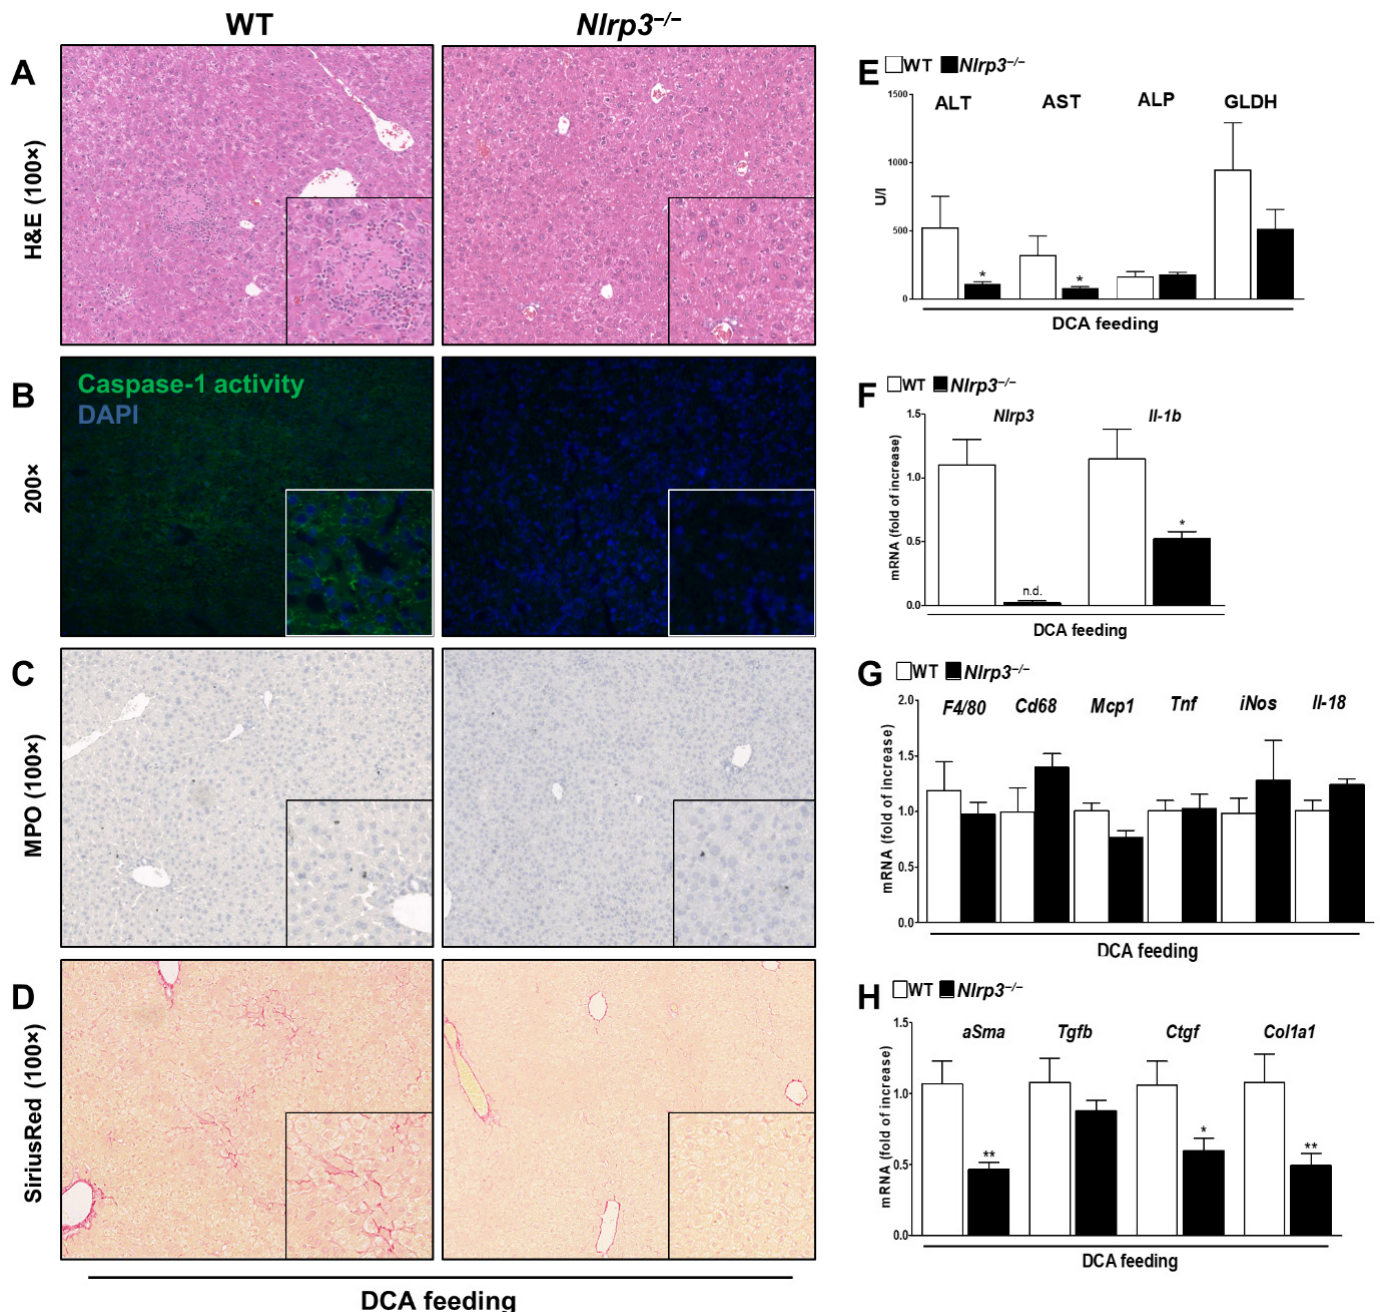 WT
Nlrp3–/–
A
H&E (100×)
B
200×
Caspase-1 activity
DAPI
C
MPO (100×)
D
SiriusRed (100×)
DCA feeding
E
WT Nlrp3–/–
ALT AST ALP GLDH
1500
1000
500
0
U/l
* *
DCA feeding
F
WT Nlrp3–/–
Nlrp3 Il-1b
1.5
1.0
0.5
0.0
mRNA (fold of increase)
n.d. *
DCA feeding
G
WT Nlrp3–/–
F4/80 Cd68 Mcp1 Tnf iNos Il-18
2.0
1.5
1.0
0.5
0.0
mRNA (fold of increase)
DCA feeding
H
WT Nlrp3–/–
aSma Tgfb Ctgf Col1a1
1.5
1.0
0.5
0.0
mRNA (fold of increase)
** * **
DCA feeding